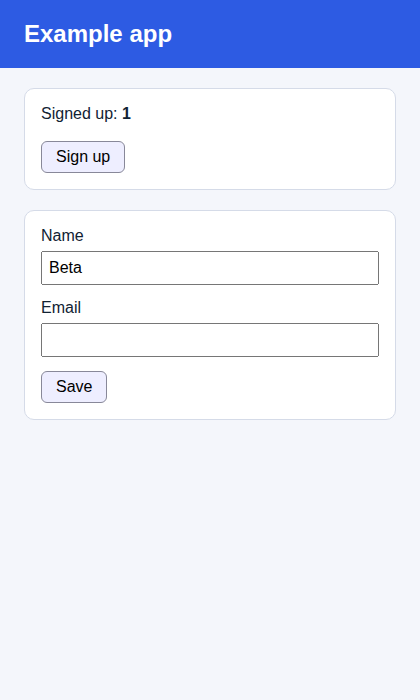 Example app
Signed up: 1
Sign up
Name
Beta
Email
Save